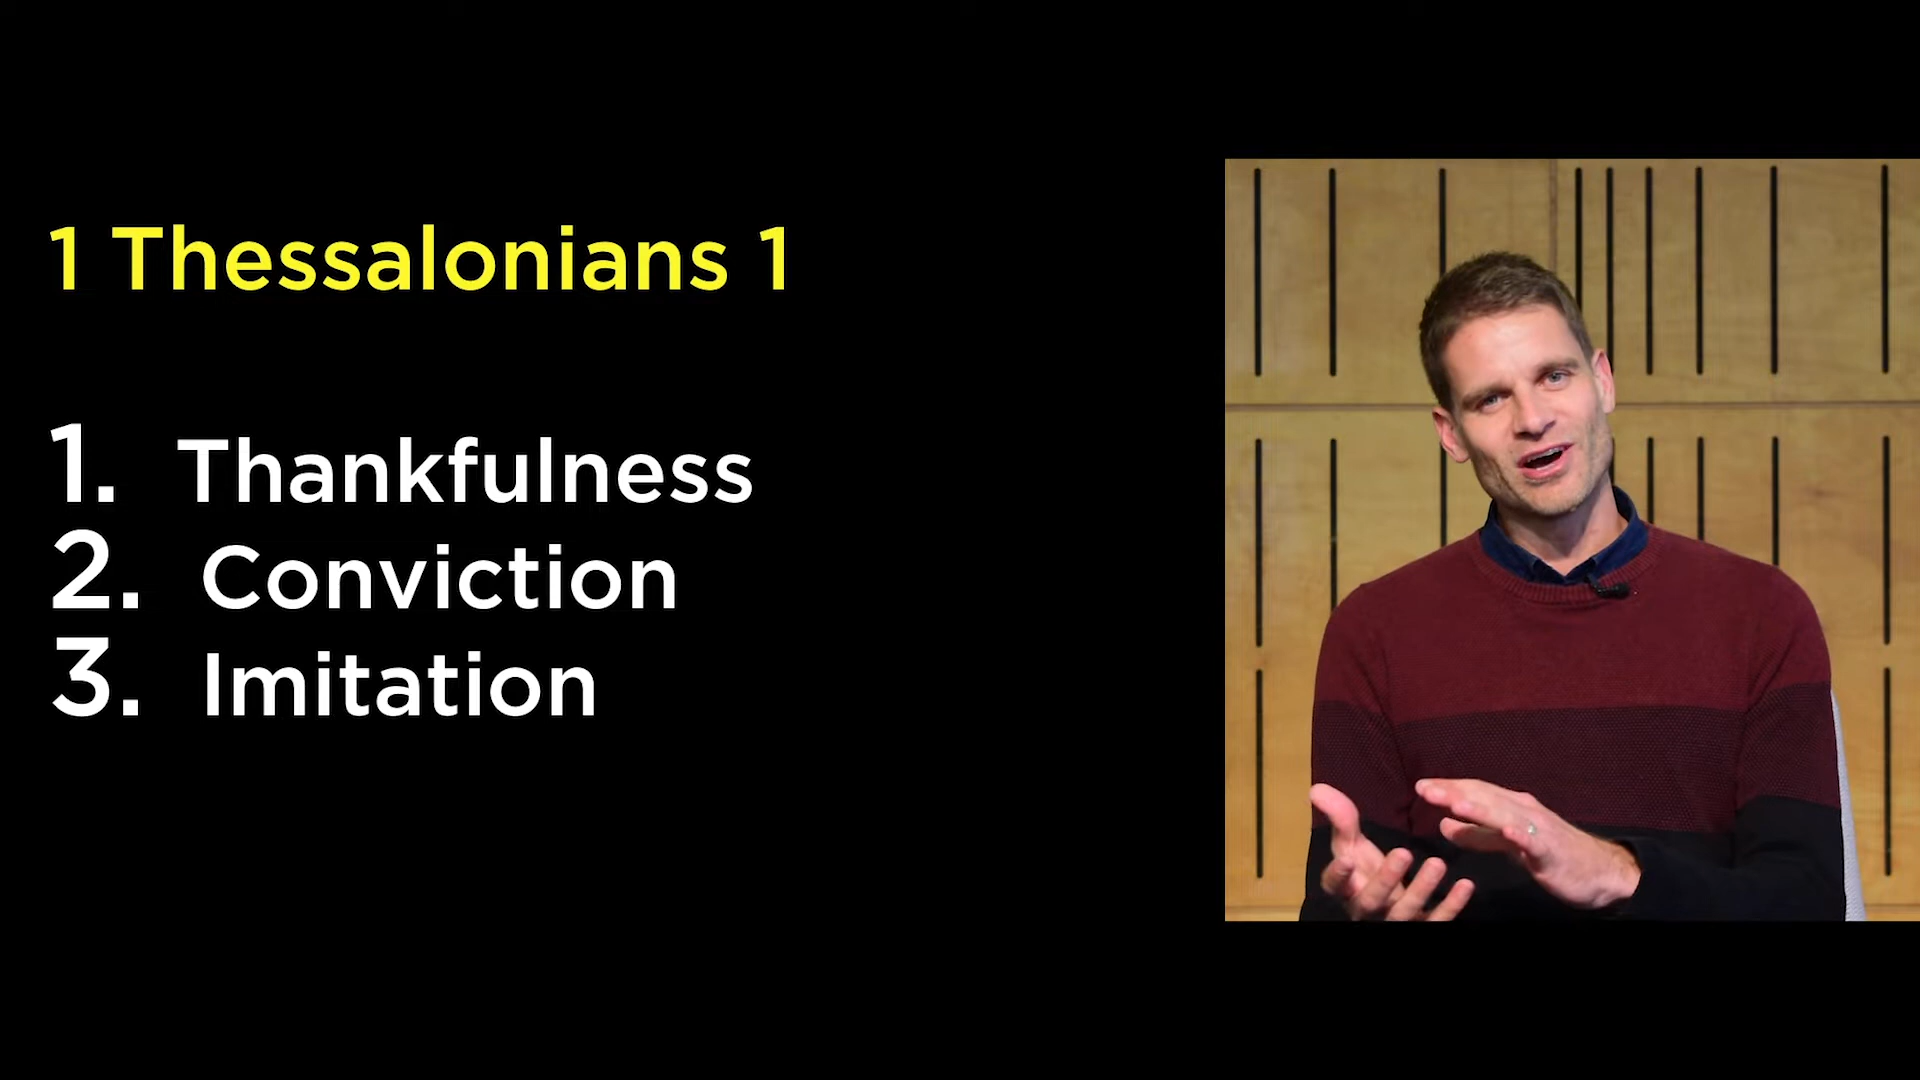 1 Thessalonians 1
1. Thankfulness
2. Conviction
3. Imitation